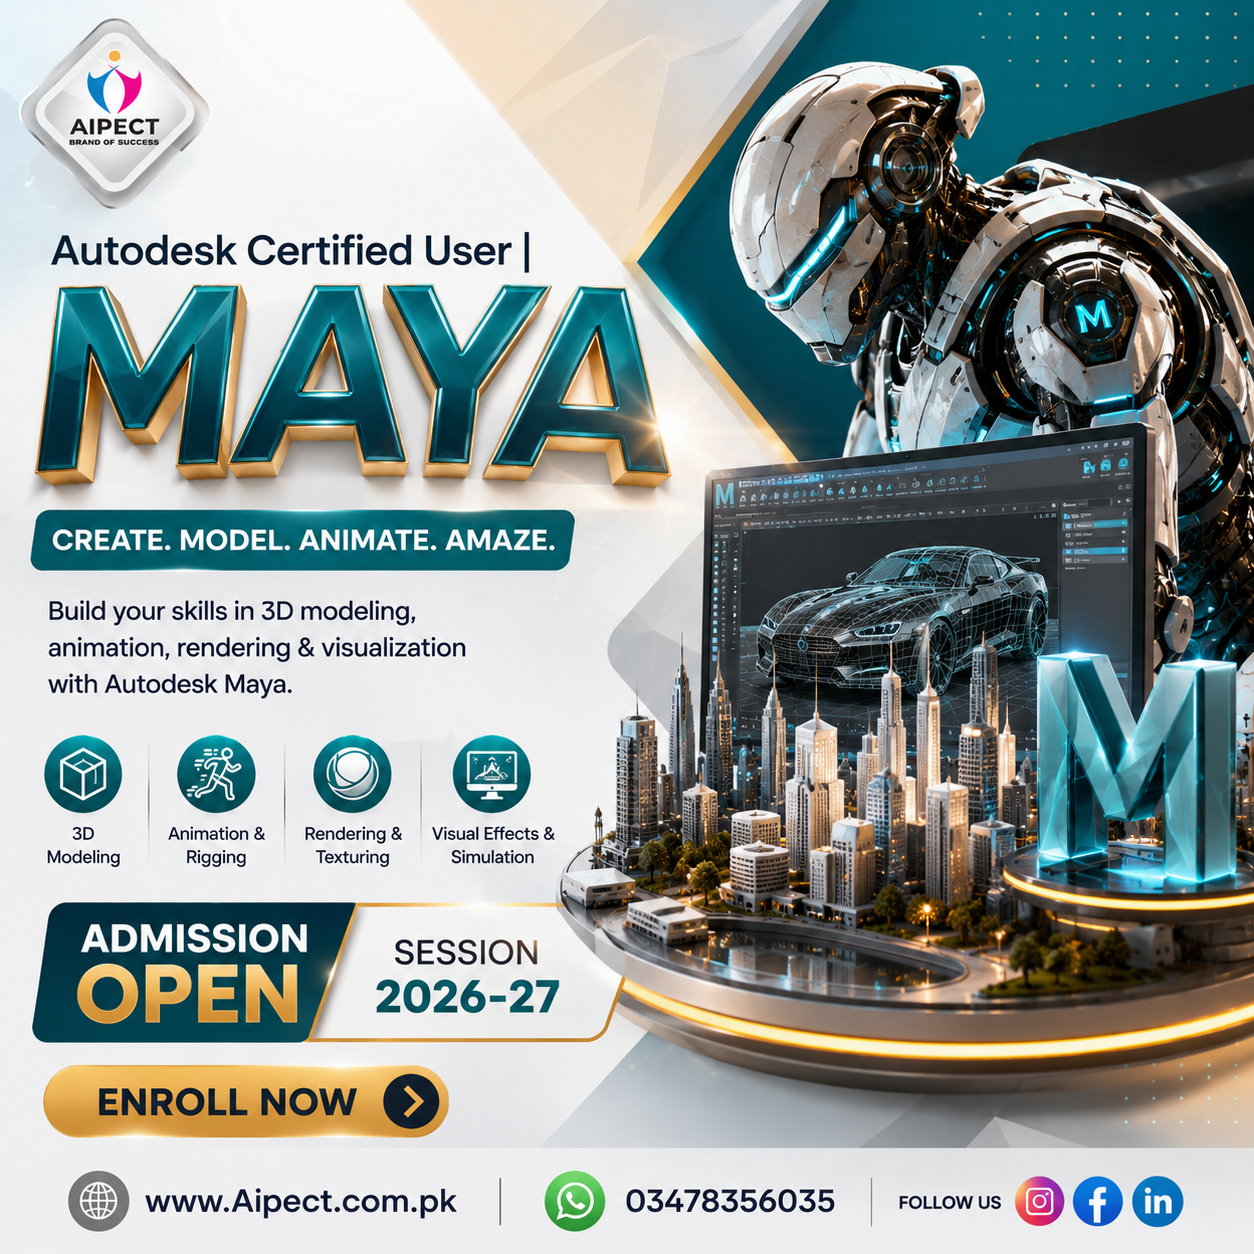 AIPECT
BRAND OF SUCCESS
Autodesk Certified User |
MAYA
CREATE. MODEL. ANIMATE. AMAZE.
Build your skills in 3D modeling,
animation, rendering & visualization
with Autodesk Maya.
3D
Modeling
Animation &
Rigging
Rendering &
Texturing
Visual Effects &
Simulation
M
M
M
ADMISSION
OPEN
SESSION
2026-27
ENROLL NOW
www.Aipect.com.pk
03478356035
FOLLOW US